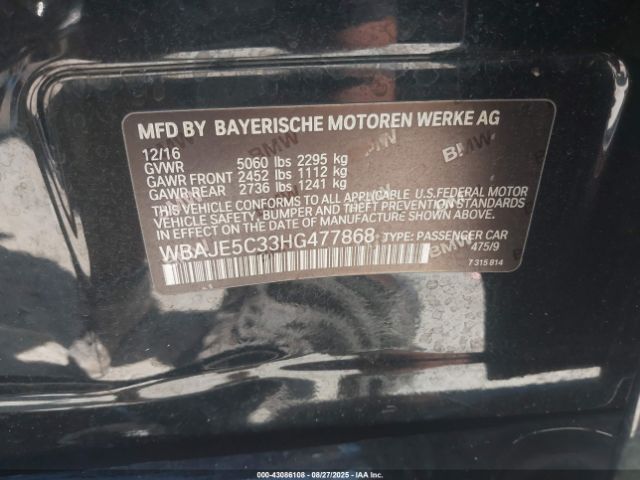 MFD BY BAYERISCHE MOTOREN WERKE AG
12/16
GVWR 5060 lbs 2295 kg
GAWR FRONT 2452 lbs 1112 kg
GAWR REAR 2736 lbs 1241 kg
THIS VEHICLE CONFORMS TO ALL APPLICABLE U.S.FEDERAL MOTOR
VEHICLE SAFETY, BUMPER AND THEFT PREVENTION STANDARDS
IN EFFECT ON THE DATE OF MANUFACTURE SHOWN ABOVE.
WBAJE5C33HG477868 TYPE: PASSENGER CAR
475/9
7 315 814
000-43086108 - 08/27/2025 - IAA Inc.